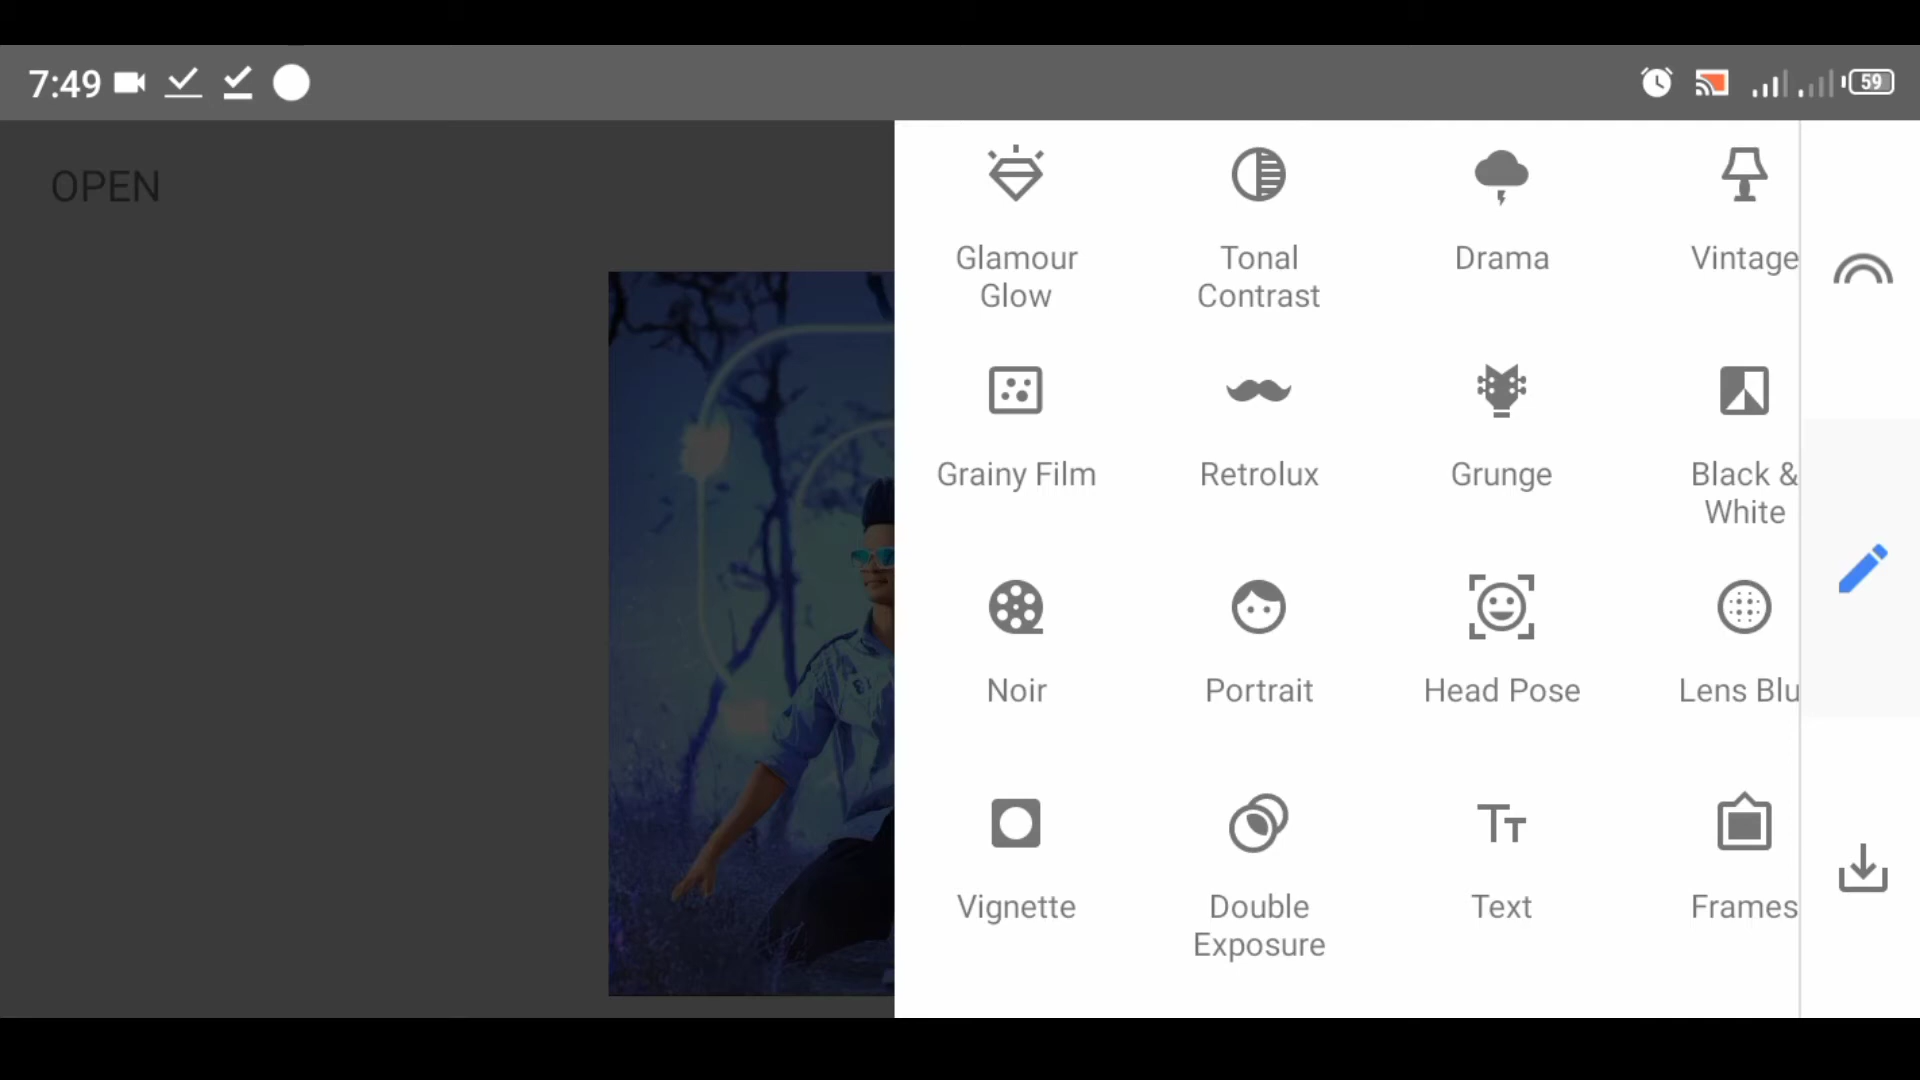 7:49
59
OPEN
Glamour
Glow
Tonal
Contrast
Drama
Vintage
Grainy Film
Retrolux
Grunge
Black &
White
Noir
Portrait
Head Pose
Lens Blu
Vignette
Double
Exposure
Text
Frames